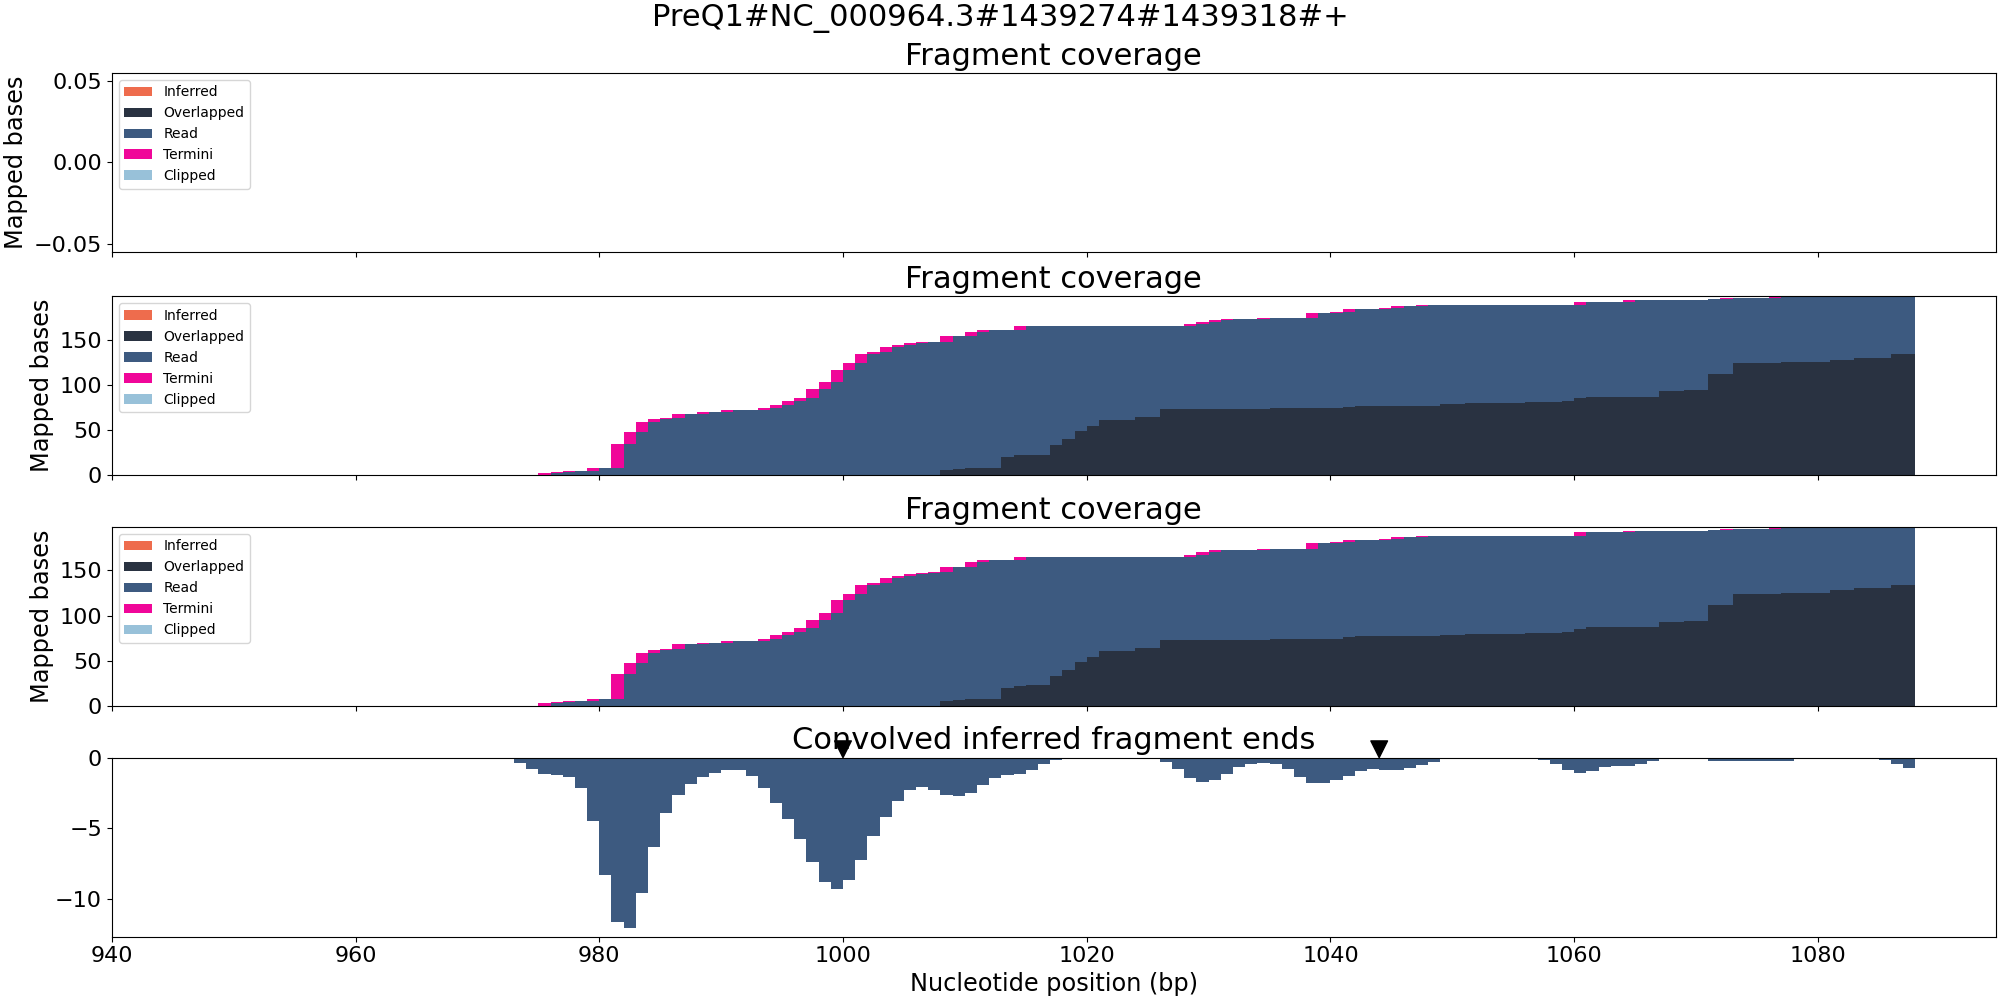 PreQ1#NC_000964.3#1439274#1439318#+
Fragment coverage
Mapped bases
0.05
0.00
−0.05
Inferred
Overlapped
Read
Termini
Clipped
Fragment coverage
Mapped bases
150
100
50
0
Inferred
Overlapped
Read
Termini
Clipped
Fragment coverage
Mapped bases
150
100
50
0
Inferred
Overlapped
Read
Termini
Clipped
Convolved inferred fragment ends
0
−5
−10
940 960 980 1000 1020 1040 1060 1080
Nucleotide position (bp)